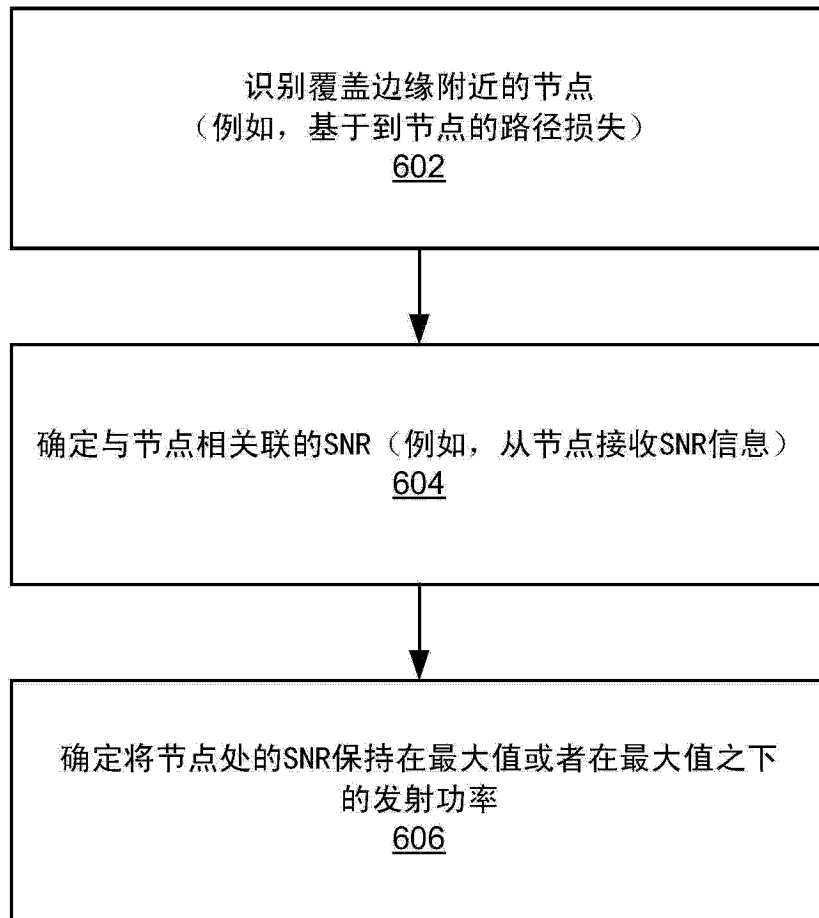 识别覆盖边缘附近的节点
（例如，基于到节点的路径损失）
602
确定与节点相关联的SNR（例如，从节点接收SNR信息）
604
确定将节点处的SNR保持在最大值或者在最大值之下
的发射功率
606